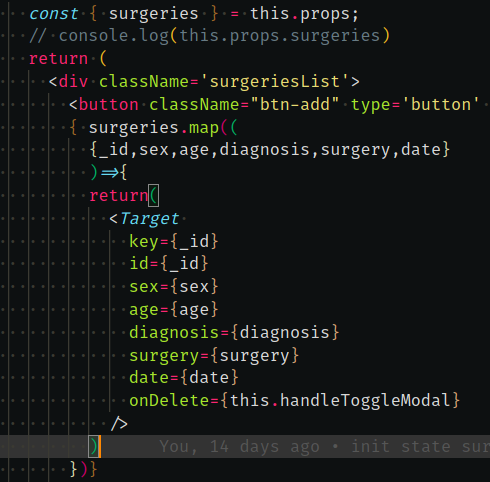 const { surgeries } = this.props;
// console.log(this.props.surgeries)
return (
<div className='surgeriesList'>
<button className="btn-add" type='button'
{ surgeries.map((
{_id,sex,age,diagnosis,surgery,date}
)=>{
return(
<Target
key={_id}
id={_id}
sex={sex}
age={age}
diagnosis={diagnosis}
surgery={surgery}
date={date}
onDelete={this.handleToggleModal}
/>
) You, 14 days ago • init state sur
})}